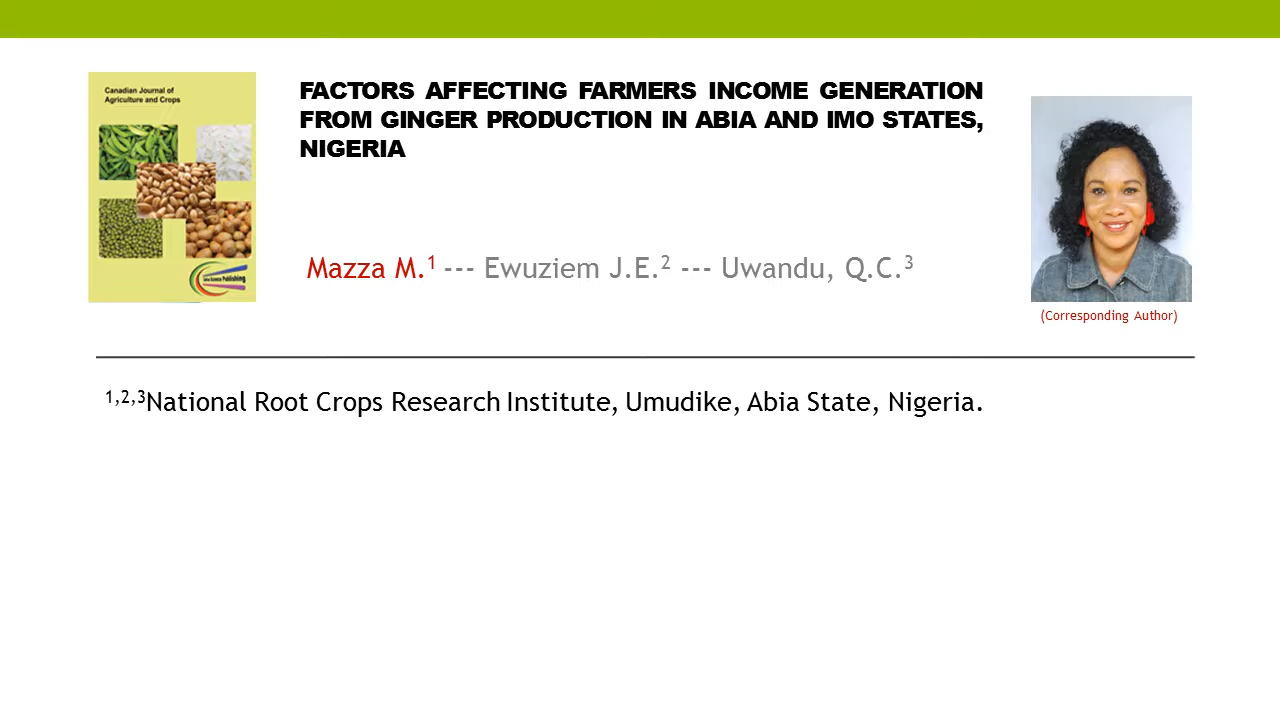 Canadian Journal of
Agriculture and Crops
FACTORS AFFECTING FARMERS INCOME GENERATION
FROM GINGER PRODUCTION IN ABIA AND IMO STATES,
NIGERIA
Mazza M.¹ --- Ewuziem J.E.² --- Uwandu, Q.C.³
(Corresponding Author)
¹,²,³National Root Crops Research Institute, Umudike, Abia State, Nigeria.